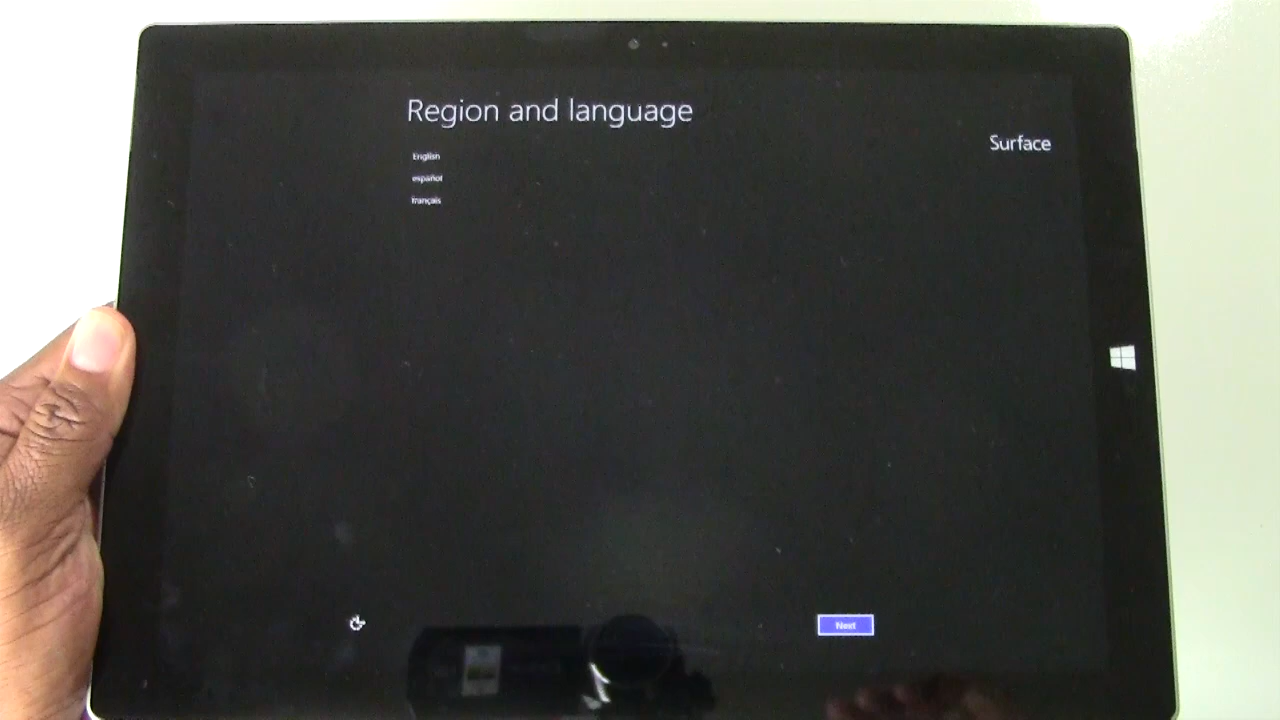 Region and language
Surface
English
español
français
Next